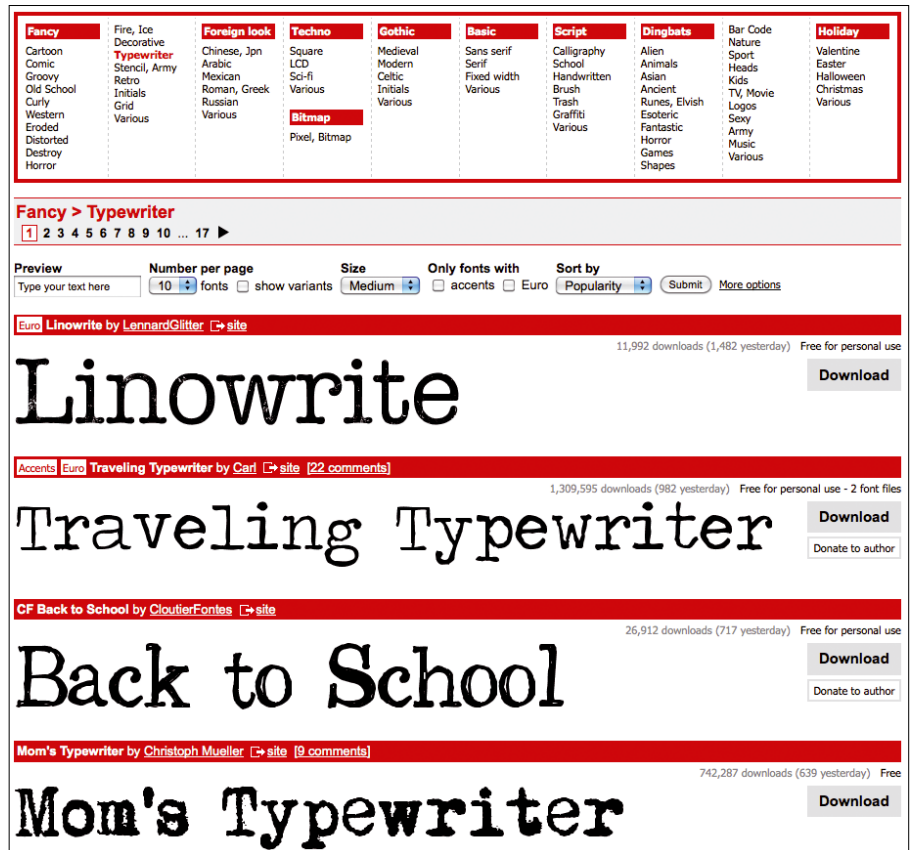 Fancy
Cartoon
Comic
Groovy
Old School
Curly
Western
Eroded
Distorted
Destroy
Horror
Fire, Ice
Decorative
Typewriter
Stencil, Army
Retro
Initials
Grid
Various
Foreign look
Chinese, Jpn
Arabic
Mexican
Roman, Greek
Russian
Various
Techno
Square
LCD
Sci-fi
Various
Bitmap
Pixel, Bitmap
Gothic
Medieval
Modern
Celtic
Initials
Various
Basic
Sans serif
Serif
Fixed width
Various
Script
Calligraphy
School
Handwritten
Brush
Trash
Graffiti
Various
Dingbats
Alien
Animals
Asian
Ancient
Runes, Elvish
Esoteric
Fantastic
Horror
Games
Shapes
Bar Code
Nature
Sport
Heads
Kids
TV, Movie
Logos
Sexy
Army
Music
Various
Holiday
Valentine
Easter
Halloween
Christmas
Various
Fancy > Typewriter
1 2 3 4 5 6 7 8 9 10 ... 17
Preview Number per page Size Only fonts with Sort by
Type your text here 10 fonts show variants Medium accents Euro Popularity Submit More options
Euro Linowrite by LennardGlitter site
11,992 downloads (1,482 yesterday) Free for personal use
Linowrite
Download
Accents Euro Traveling Typewriter by Carl site [22 comments]
1,309,595 downloads (982 yesterday) Free for personal use - 2 font files
Traveling Typewriter
Download
Donate to author
CF Back to School by CloutierFontes site
26,912 downloads (717 yesterday) Free for personal use
Back to School
Download
Donate to author
Mom's Typewriter by Christoph Mueller site [9 comments]
742,287 downloads (639 yesterday) Free
Mom's Typewriter
Download